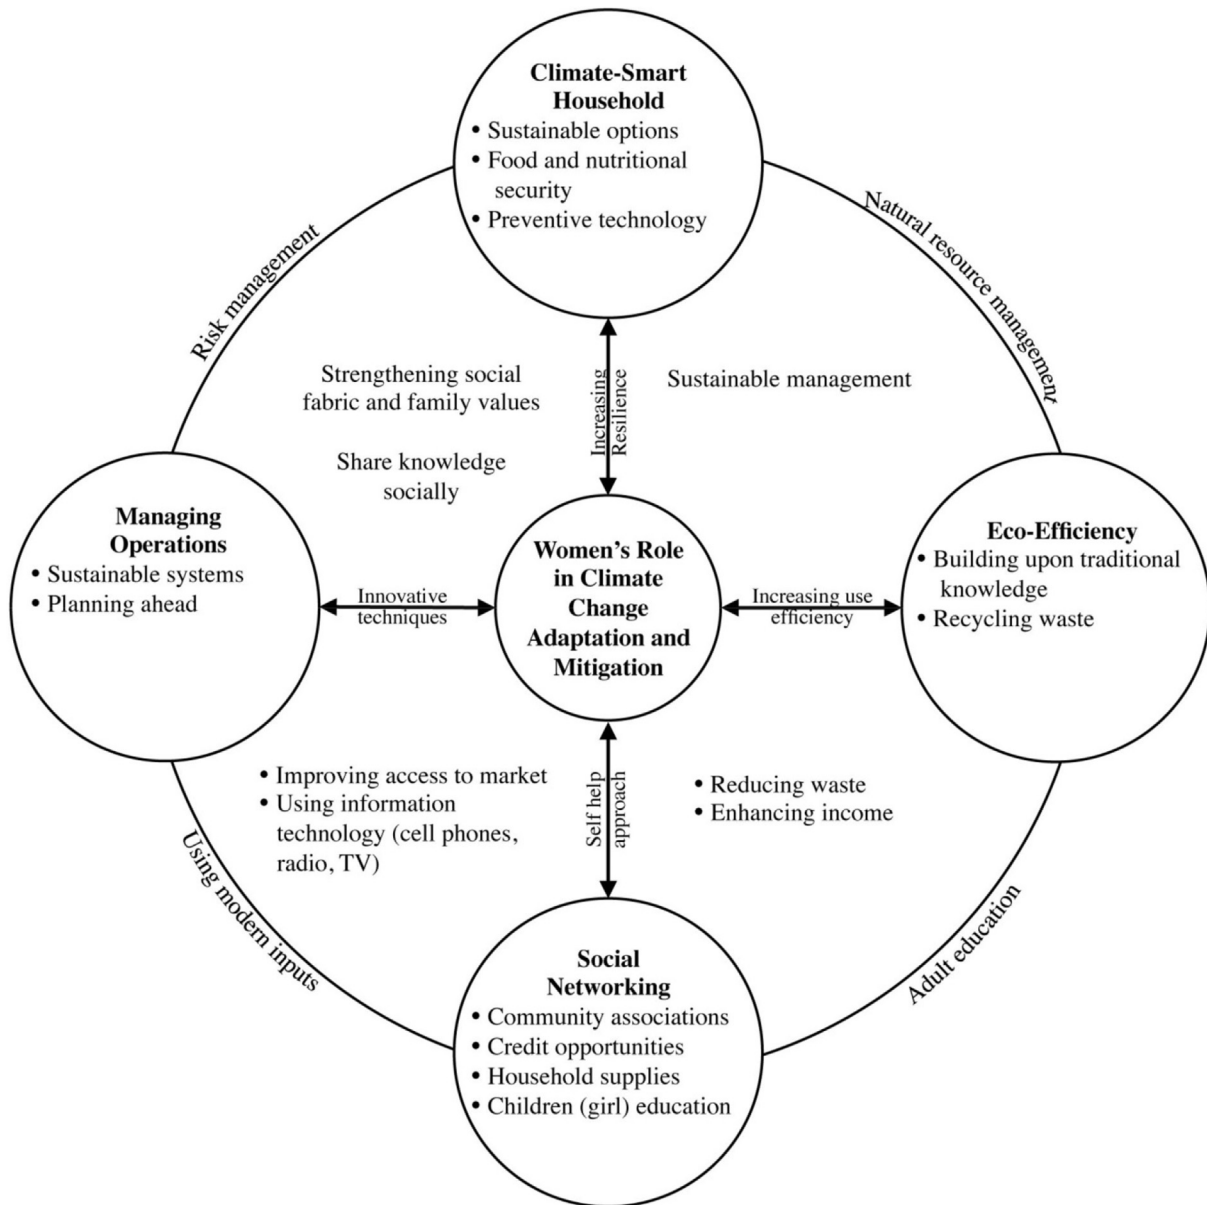 Climate-Smart
Household
• Sustainable options
• Food and nutritional
security
• Preventive technology
Risk management
Natural resource management
Strengthening social
fabric and family values
Share knowledge
socially
Increasing
Resilience
Sustainable management
Managing
Operations
• Sustainable systems
• Planning ahead
Innovative
techniques
Women’s Role
in Climate
Change
Adaptation and
Mitigation
Increasing use
efficiency
Eco-Efficiency
• Building upon traditional
knowledge
• Recycling waste
• Improving access to market
• Using information
technology (cell phones,
radio, TV)
Self help
approach
• Reducing waste
• Enhancing income
Using modern inputs
Adult education
Social
Networking
• Community associations
• Credit opportunities
• Household supplies
• Children (girl) education